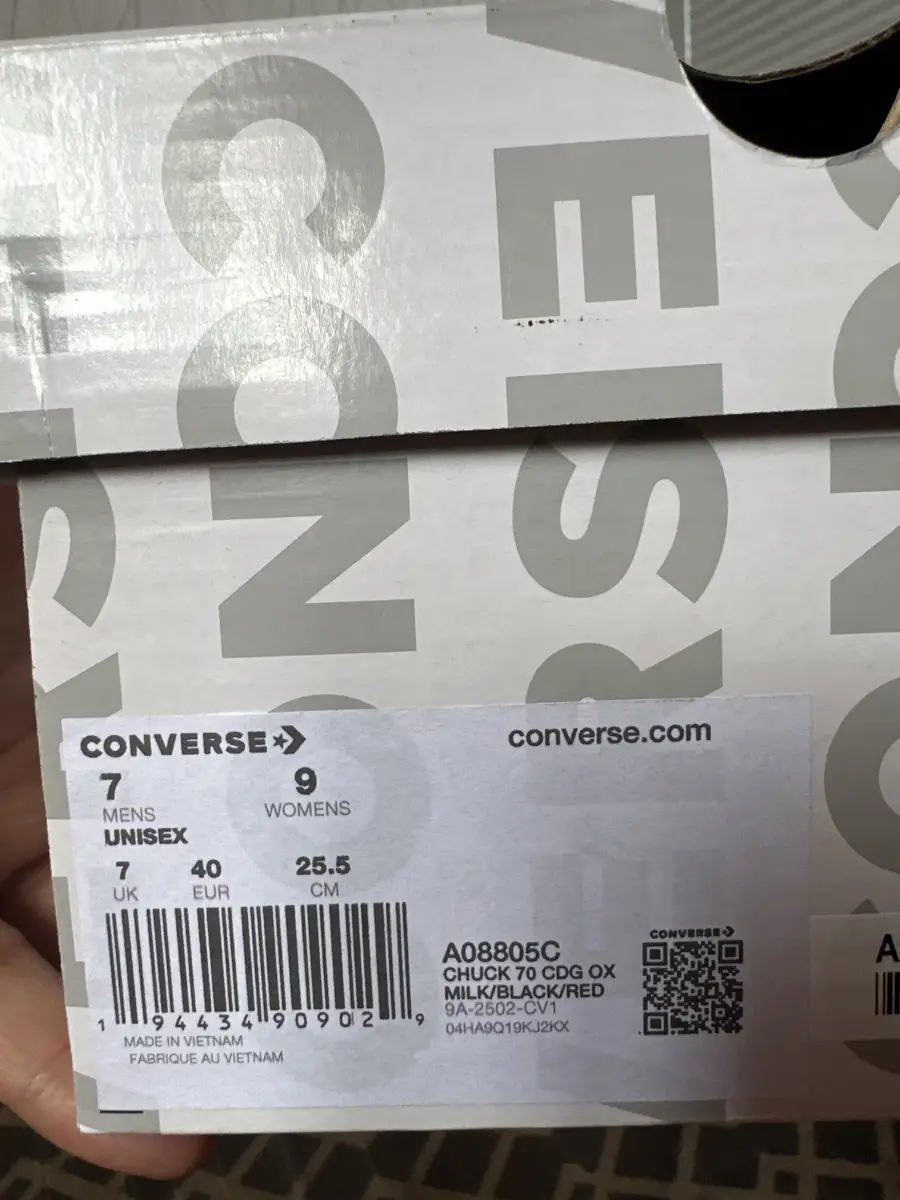 CONVERSE
CONVERSE
converse.com
7
MENS
9
WOMENS
UNISEX
7
UK
40
EUR
25.5
CM
1 94434 90902 9
MADE IN VIETNAM
FABRIQUE AU VIETNAM
A08805C
CHUCK 70 CDG OX
MILK/BLACK/RED
9A-2502-CV1
04HA9Q19KJ2KX
CONVERSE
A